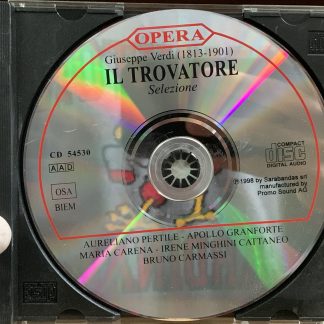 OPERA
Giuseppe Verdi (1813-1901)
IL TROVATORE
Selezione
CD 54530
AAD
OSA
BIEM
COMPACT
disc
DIGITAL AUDIO
℗1998 by Sarabandas srl
manufactured by
Promo Sound AG
AURELIANO PERTILE - APOLLO GRANFORTE
MARIA CARENA - IRENE MINGHINI CATTANEO
BRUNO CARMASSI